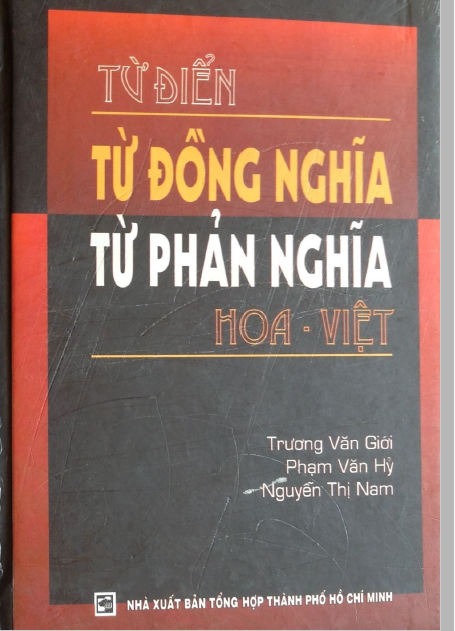 TỪ ĐIỂN
TỪ ĐỒNG NGHĨA
TỪ PHẢN NGHĨA
HOA - VIỆT
Trương Văn Giới
Phạm Văn Hỷ
Nguyễn Thị Nam
NHÀ XUẤT BẢN TỔNG HỢP THÀNH PHỐ HỒ CHÍ MINH